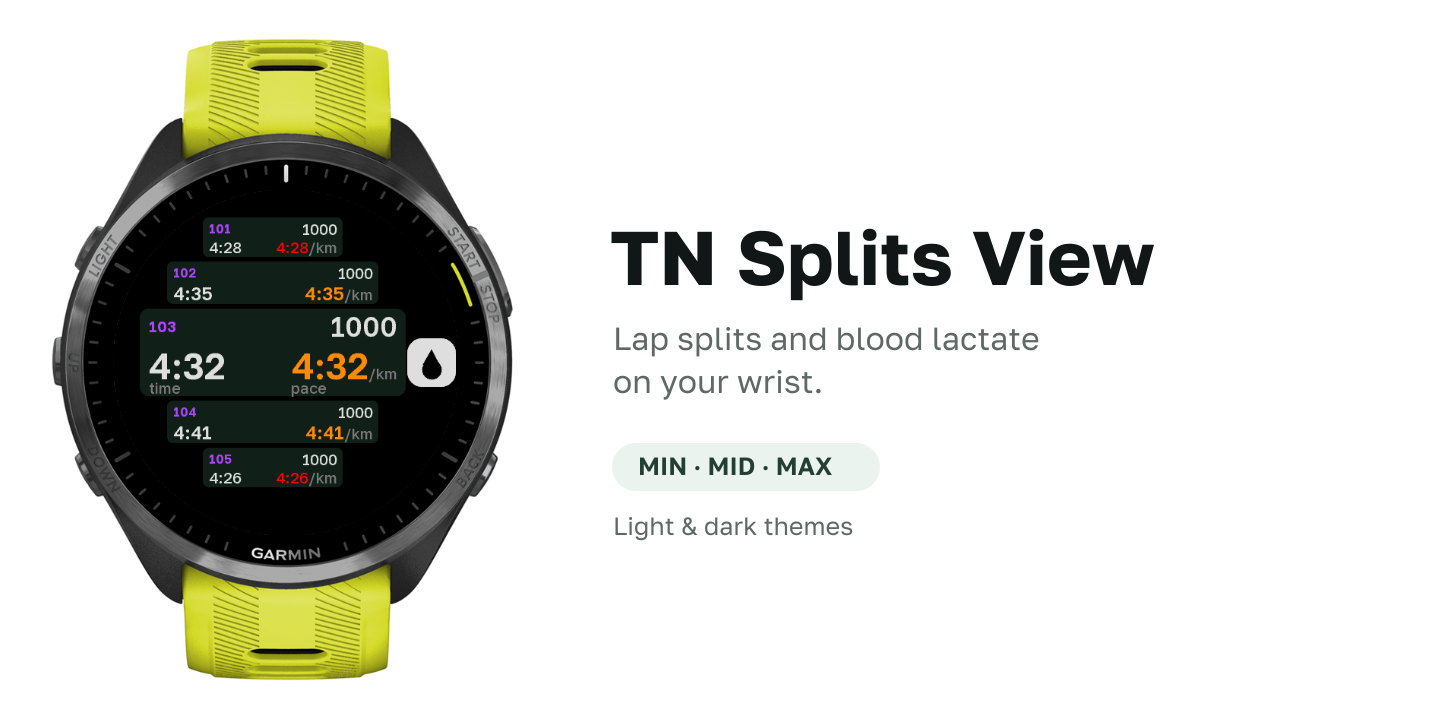 LIGHT
START
STOP
UP
DOWN
BACK
101 1000
4:28 4:28/km
102 1000
4:35 4:35/km
103 1000
4:32 4:32/km
time pace
104 1000
4:41 4:41/km
105 1000
4:26 4:26/km
GARMIN
TN Splits View
Lap splits and blood lactate
on your wrist.
MIN · MID · MAX
Light & dark themes